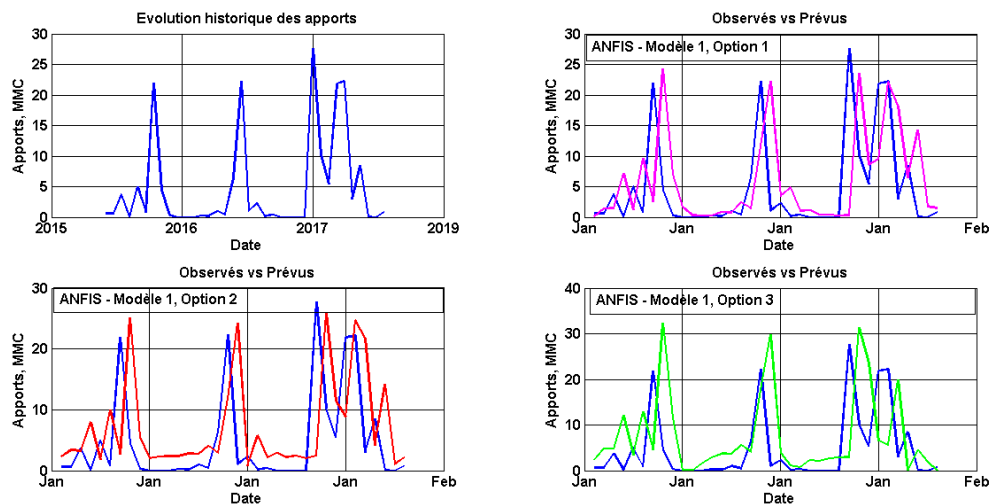 Evolution historique des apports
Apports, MMC
30
25
20
15
10
5
0
2015
2016
2017
2019
Date
Observés vs Prévus
ANFIS - Modèle 1, Option 1
Apports, MMC
30
25
20
15
10
5
0
Jan
Jan
Jan
Jan
Feb
Date
Observés vs Prévus
ANFIS - Modèle 1, Option 2
Apports, MMC
30
20
10
0
Jan
Jan
Jan
Jan
Feb
Date
Observés vs Prévus
ANFIS - Modèle 1, Option 3
Apports, MMC
40
30
20
10
0
Jan
Jan
Jan
Jan
Feb
Date